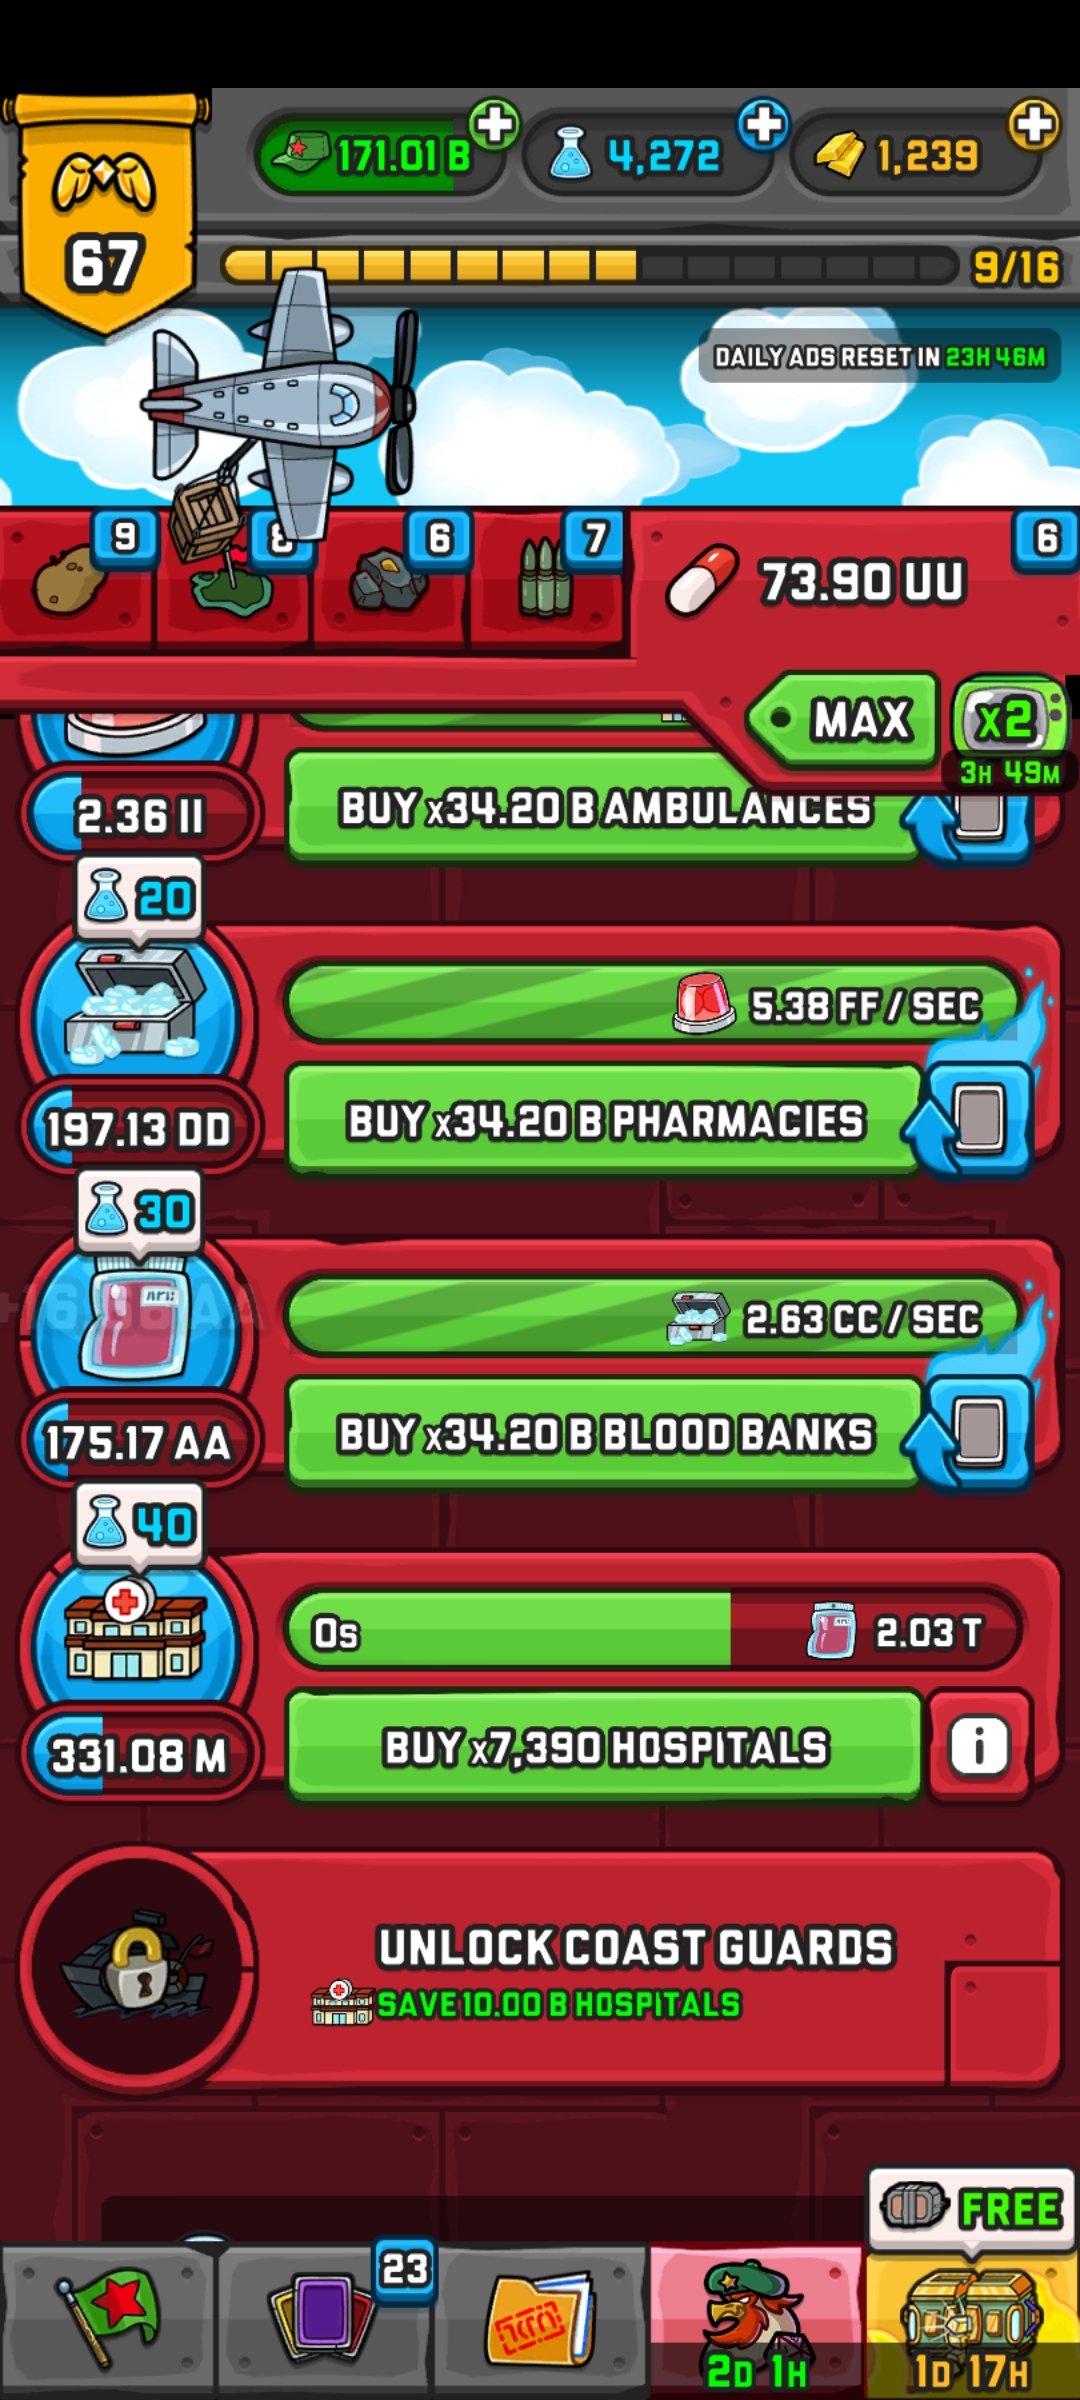 171.01 B
4,272
1,239
67
9/16
DAILY ADS RESET IN 23H 46M
9
8
6
7
6
73.90 UU
MAX
x2
3H 49M
2.36 II
BUY x34.20 B AMBULANCES
20
5.38 FF / SEC
197.13 DD
BUY x34.20 B PHARMACIES
30
2.63 CC / SEC
175.17 AA
BUY x34.20 B BLOOD BANKS
40
0s
2.03 T
331.08 M
BUY x7,390 HOSPITALS
i
UNLOCK COAST GUARDS
SAVE 10.00 B HOSPITALS
FREE
23
2D 1H
1D 17H